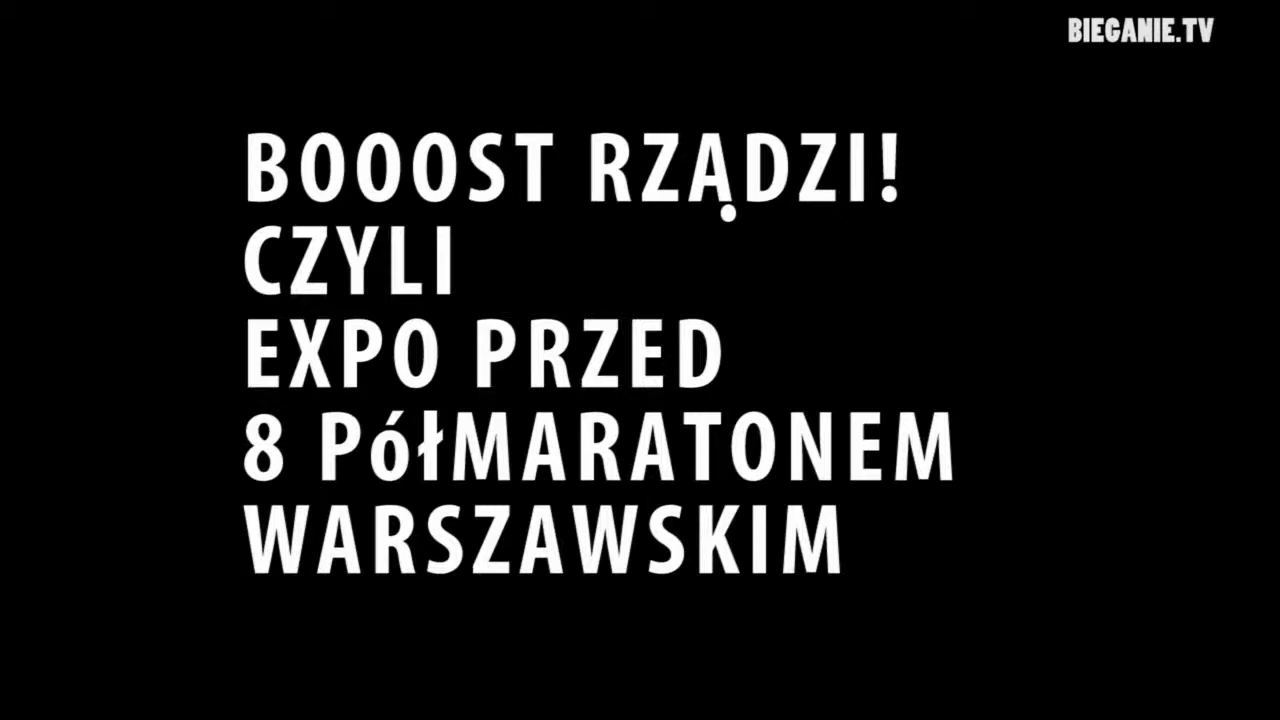 BIEGANIE.TV
BOOOST RZĄDZI!
CZYLI
EXPO PRZED
8 PółMARATONEM
WARSZAWSKIM